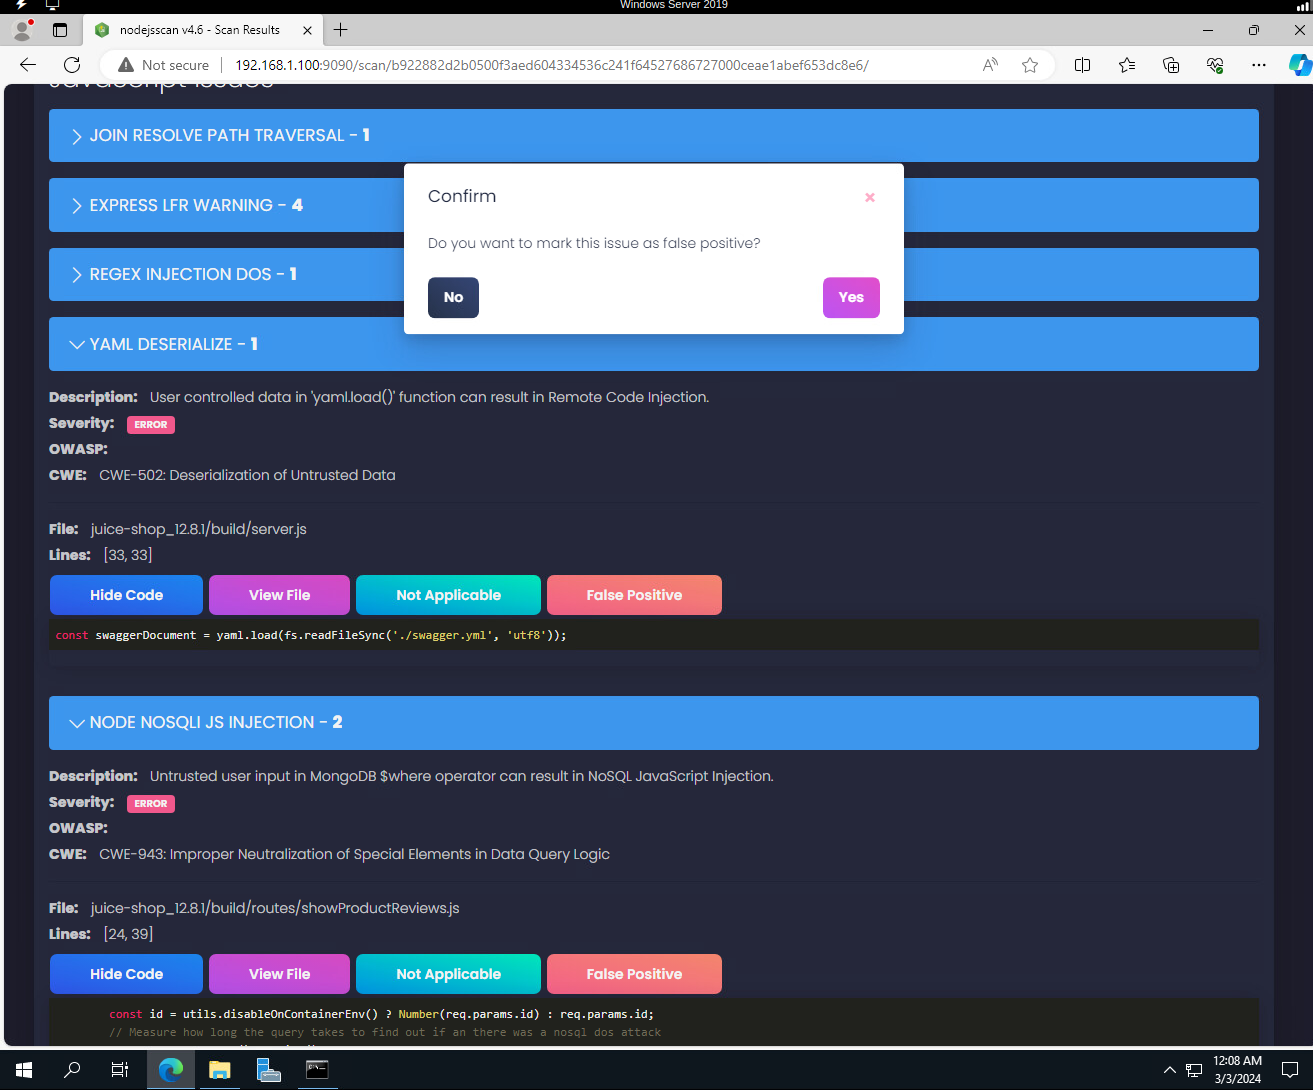 Windows Server 2019
nodejsscan v4.6 - Scan Results
Not secure
192.168.1.100:9090/scan/b922882d2b0500f3aed604334536c241f64527686727000ceae1abef653dc8e6/
JavaScript Issues
JOIN RESOLVE PATH TRAVERSAL - 1
EXPRESS LFR WARNING - 4
REGEX INJECTION DOS - 1
Confirm
Do you want to mark this issue as false positive?
No
Yes
YAML DESERIALIZE - 1
Description: User controlled data in 'yaml.load()' function can result in Remote Code Injection.
Severity: ERROR
OWASP:
CWE: CWE-502: Deserialization of Untrusted Data
File: juice-shop_12.8.1/build/server.js
Lines: [33, 33]
Hide Code View File Not Applicable False Positive
const swaggerDocument = yaml.load(fs.readFileSync('./swagger.yml', 'utf8'));
NODE NOSQLI JS INJECTION - 2
Description: Untrusted user input in MongoDB $where operator can result in NoSQL JavaScript Injection.
Severity: ERROR
OWASP:
CWE: CWE-943: Improper Neutralization of Special Elements in Data Query Logic
File: juice-shop_12.8.1/build/routes/showProductReviews.js
Lines: [24, 39]
Hide Code View File Not Applicable False Positive
const id = utils.disableOnContainerEnv() ? Number(req.params.id) : req.params.id;
// Measure how long the query takes to find out if an there was a nosql dos attack
12:08 AM
3/3/2024